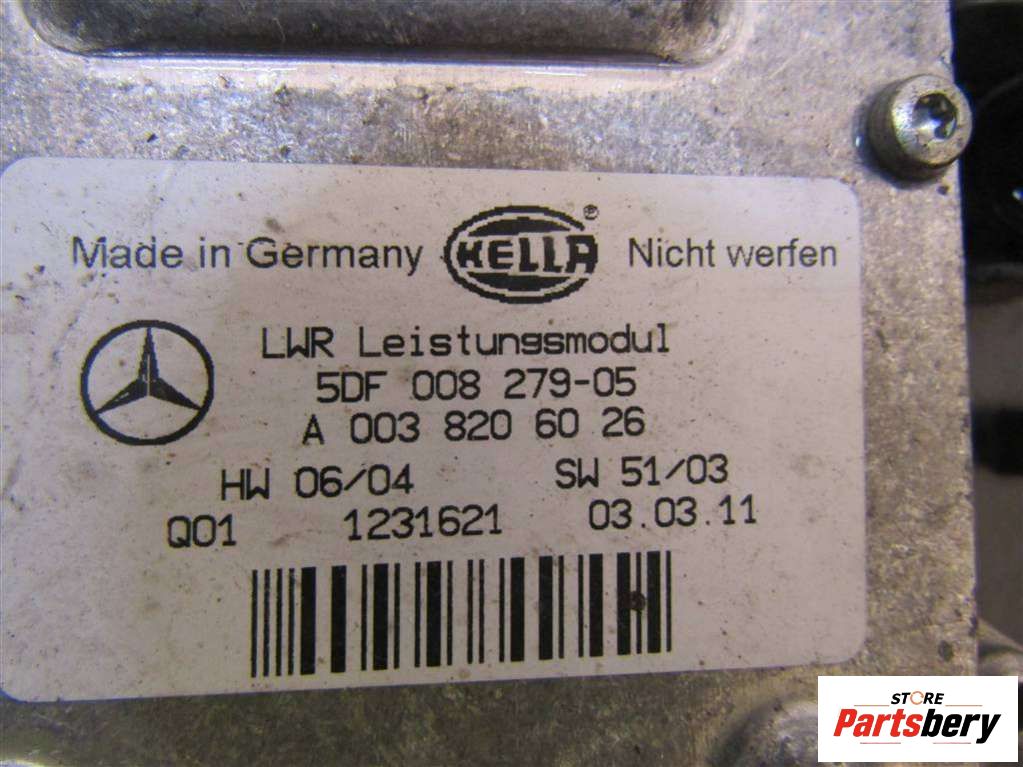 Made in Germany HELLA ® Nicht werfen
LWR Leistungsmodul
5DF 008 279-05
A 003 820 60 26
HW 06/04 SW 51/03
Q01 1231621 03.03.11
STORE
Partsbery